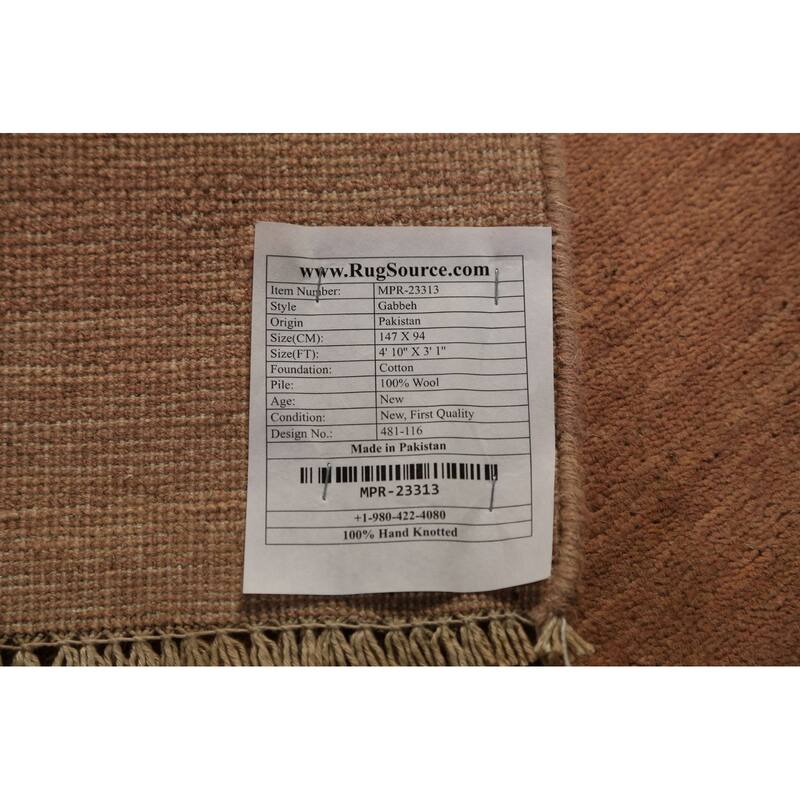 www.RugSource.com
Item Number: MPR-23313
Style Gabbeh
Origin Pakistan
Size(CM): 147 X 94
Size(FT): 4' 10" X 3' 1"
Foundation: Cotton
Pile: 100% Wool
Age: New
Condition: New, First Quality
Design No.: 481-116
Made in Pakistan
MPR-23313
+1-980-422-4080
100% Hand Knotted